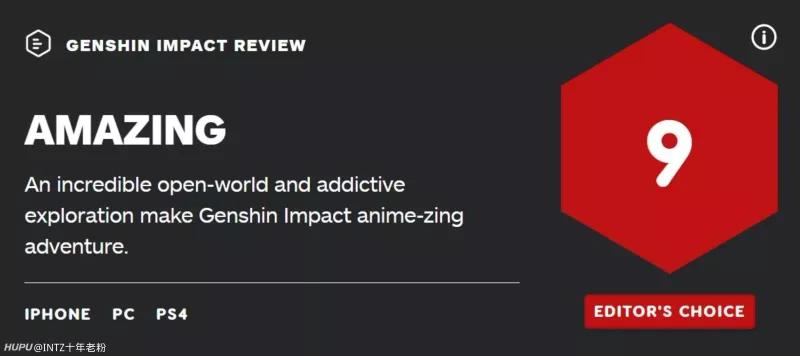 GENSHIN IMPACT REVIEW
AMAZING
An incredible open-world and addictive
exploration make Genshin Impact anime-zing
adventure.
IPHONE PC PS4
9
EDITOR'S CHOICE
HUPU@INTZ十年老粉